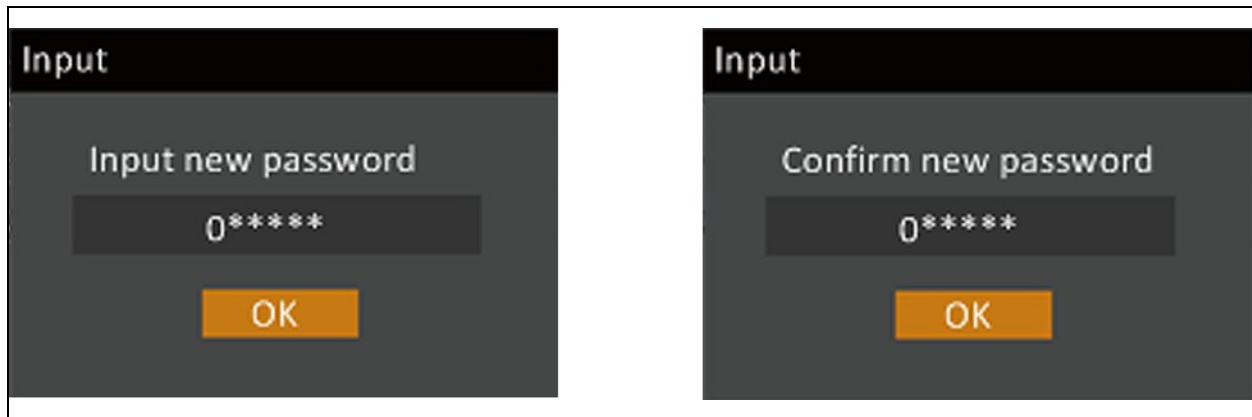 Input
Input new password
0*****
OK
Input
Confirm new password
0*****
OK